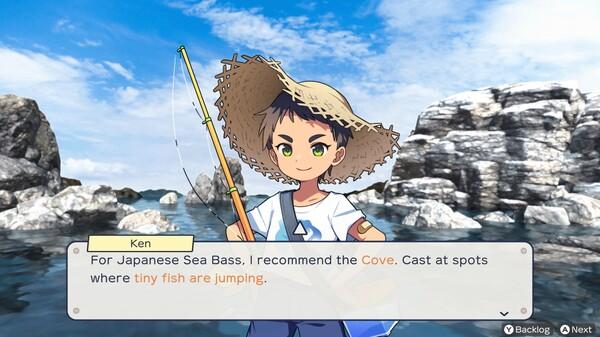 Ken
For Japanese Sea Bass, I recommend the Cove. Cast at spots
where tiny fish are jumping.
Y Backlog A Next